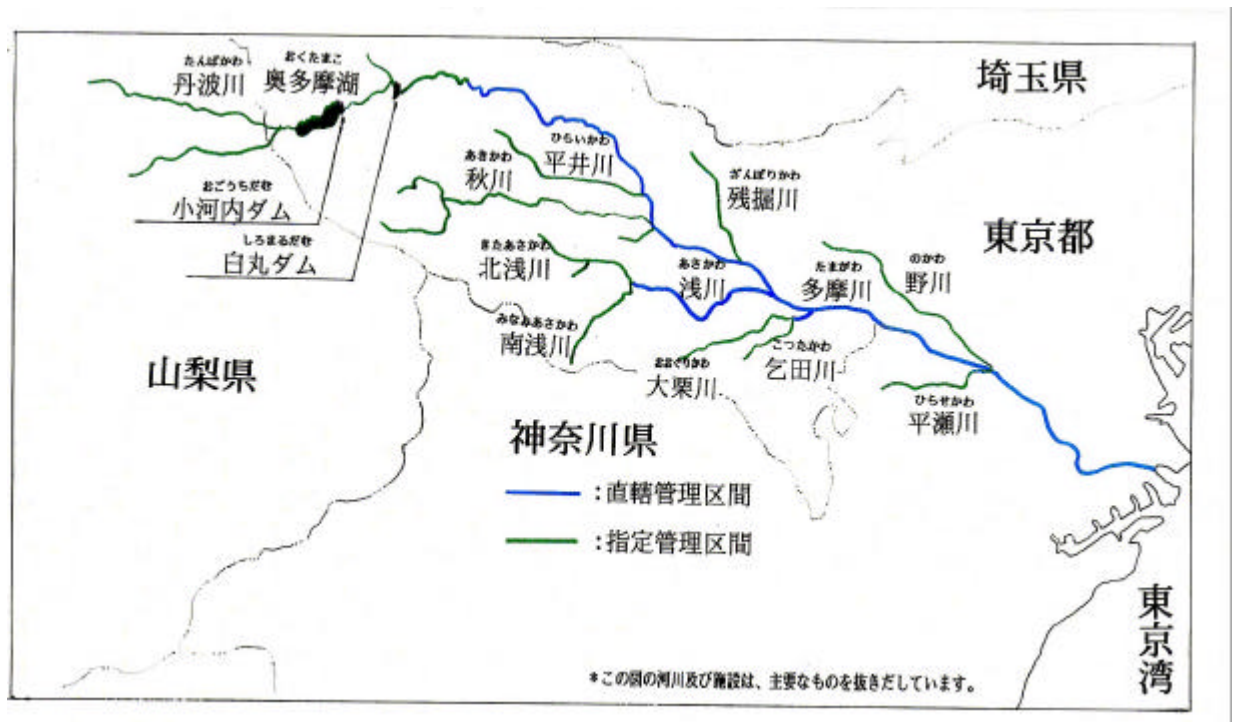 たんばかわ
丹波川
おくたまこ
奥多摩湖
埼玉県
ひらいかわ
平井川
あきかわ
秋川
ざんぼりかわ
残掘川
おごうちだむ
小河内ダム
しろまるだむ
白丸ダム
東京都
きたあさかわ
北浅川
あさかわ
浅川
たまがわ
多摩川
のかわ
野川
みなみあさかわ
南浅川
山梨県
おおぐりかわ
大栗川
こつたかわ
乞田川
ひらせかわ
平瀬川
神奈川県
:直轄管理区間
:指定管理区間
東京湾
*この図の河川及び施設は、主要なものを抜きだしています。